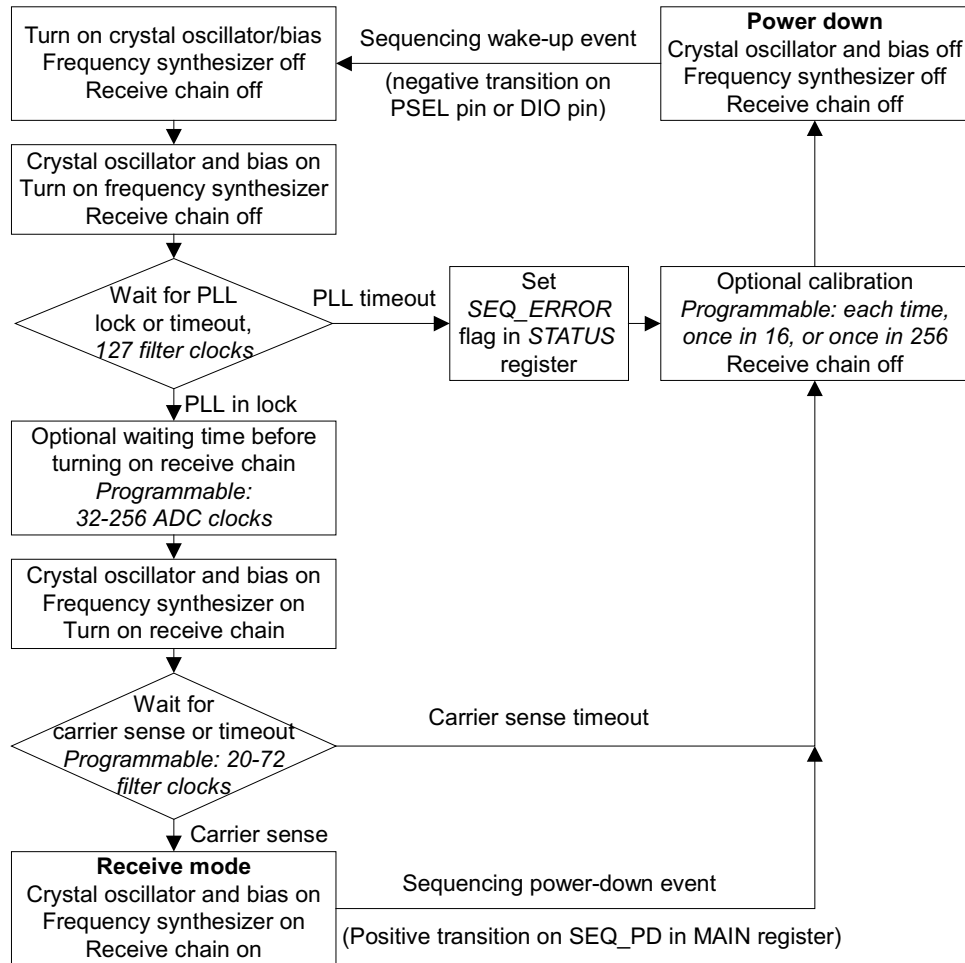 Turn on crystal oscillator/bias
Frequency synthesizer off
Receive chain off
Sequencing wake-up event
(negative transition on
PSEL pin or DIO pin)
Power down
Crystal oscillator and bias off
Frequency synthesizer off
Receive chain off
Crystal oscillator and bias on
Turn on frequency synthesizer
Receive chain off
Wait for PLL
lock or timeout,
127 filter clocks
PLL timeout
Set
SEQ_ERROR
flag in STATUS
register
Optional calibration
Programmable: each time,
once in 16, or once in 256
Receive chain off
PLL in lock
Optional waiting time before
turning on receive chain
Programmable:
32-256 ADC clocks
Crystal oscillator and bias on
Frequency synthesizer on
Turn on receive chain
Wait for
carrier sense or timeout
Programmable: 20-72
filter clocks
Carrier sense timeout
Carrier sense
Receive mode
Crystal oscillator and bias on
Frequency synthesizer on
Receive chain on
Sequencing power-down event
(Positive transition on SEQ_PD in MAIN register)